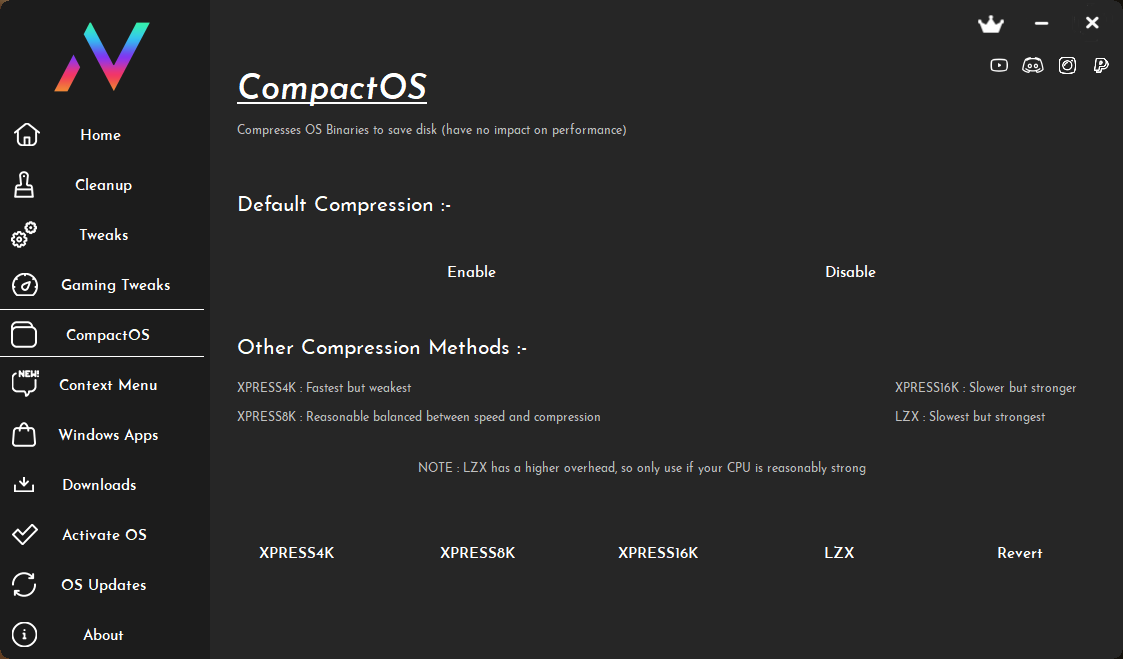 Home
Cleanup
Tweaks
Gaming Tweaks
CompactOS
NEW!
Context Menu
Windows Apps
Downloads
Activate OS
OS Updates
About
CompactOS
Compresses OS Binaries to save disk (have no impact on performance)
Default Compression :-
Enable
Disable
Other Compression Methods :-
XPRESS4K : Fastest but weakest
XPRESS16K : Slower but stronger
XPRESS8K : Reasonable balanced between speed and compression
LZX : Slowest but strongest
NOTE : LZX has a higher overhead, so only use if your CPU is reasonably strong
XPRESS4K
XPRESS8K
XPRESS16K
LZX
Revert